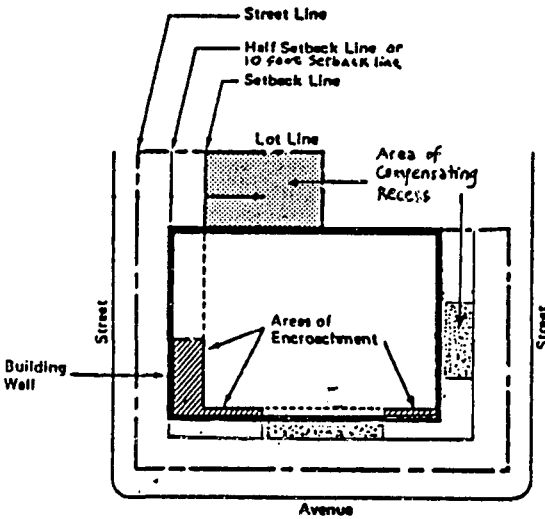 Street Line
Half Setback Line or
10 foot Setback line
Setback Line
Lot Line
Area of
Compensating
Recess
Street
Areas of
Encroachment
Street
Building
Wall
Avenue